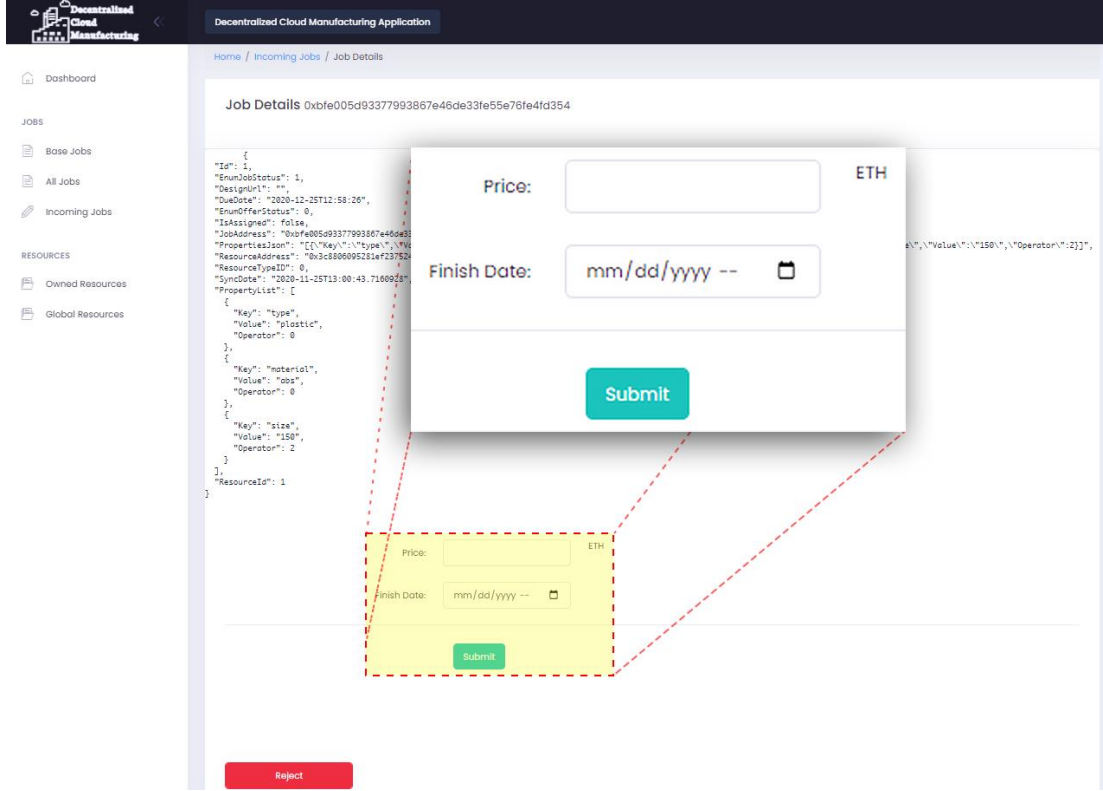 Decentralized
Cloud
Manufacturing
Decentralized Cloud Manufacturing Application
Home / Incoming Jobs / Job Details
Dashboard
JOBS
Base Jobs
All Jobs
Incoming Jobs
RESOURCES
Owned Resources
Global Resources
Job Details 0xbfe005d93377993867e46de33fe55e76fe4fd354
{
"Id": 1,
"EnumJobStatus": 1,
"DesignUrl": "",
"DueDate": "2020-12-25T12:58:26",
"EnumOfferStatus": 0,
"IsAssigned": false,
"JobAddress": "0xbfe005d93377993867e46de33
"PropertiesJson": "[{\"Key\":\"type\",\"Va e\",\"Value\":\"150\",\"Operator\":2}]",
"ResourceAddress": "0x3c8806095281ef237524
"ResourceTypeID": 0,
"SyncDate": "2020-11-25T13:00:43.7160928",
"PropertyList": [
{
"Key": "type",
"Value": "plastic",
"Operator": 0
},
{
"Key": "material",
"Value": "abs",
"Operator": 0
},
{
"Key": "size",
"Value": "150",
"Operator": 2
}
],
"ResourceId": 1
}
Price: ETH
Finish Date: mm/dd/yyyy --
Submit
Price: ETH
Finish Date: mm/dd/yyyy --
Submit
Reject